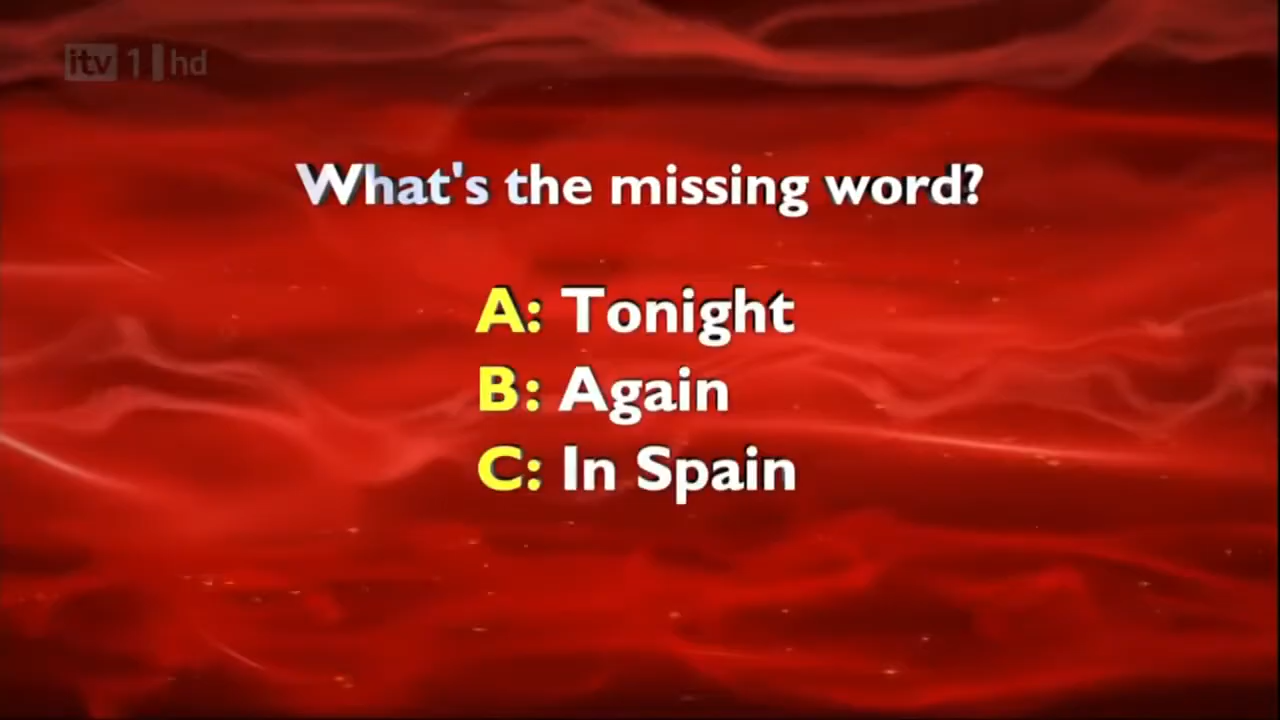 itv 1 hd
What's the missing word?
A: Tonight
B: Again
C: In Spain